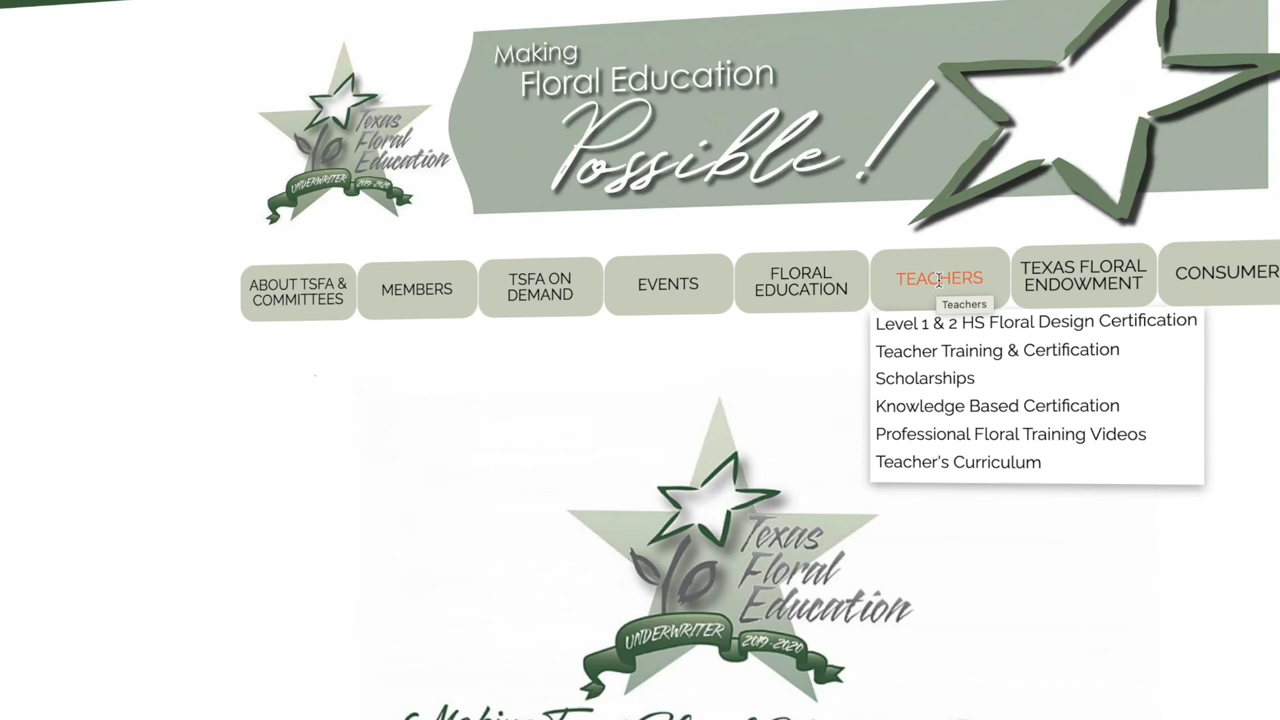 Making
Floral Education
Possible!
Texas
Floral
Education
UNDERWRITER 2019-2020
ABOUT TSFA &
COMMITTEES
MEMBERS
TSFA ON
DEMAND
EVENTS
FLORAL
EDUCATION
TEACHERS
TEXAS FLORAL
ENDOWMENT
CONSUMER
Teachers
Level 1 & 2 HS Floral Design Certification
Teacher Training & Certification
Scholarships
Knowledge Based Certification
Professional Floral Training Videos
Teacher's Curriculum
Texas
Floral
Education
UNDERWRITER 2019-2020